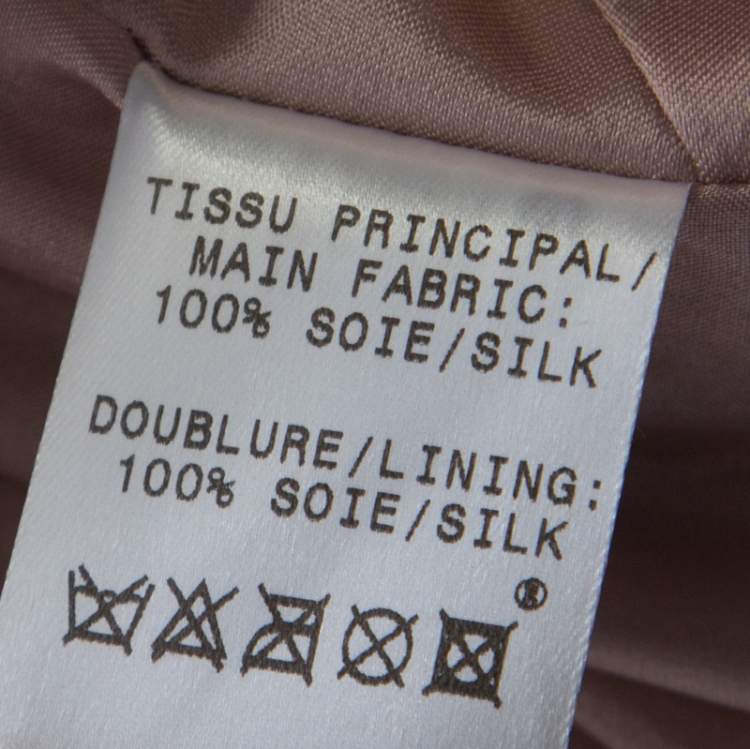 TISSU PRINCIPAL/
MAIN FABRIC:
100% SOIE/SILK
DOUBLURE/LINING:
100% SOIE/SILK
®